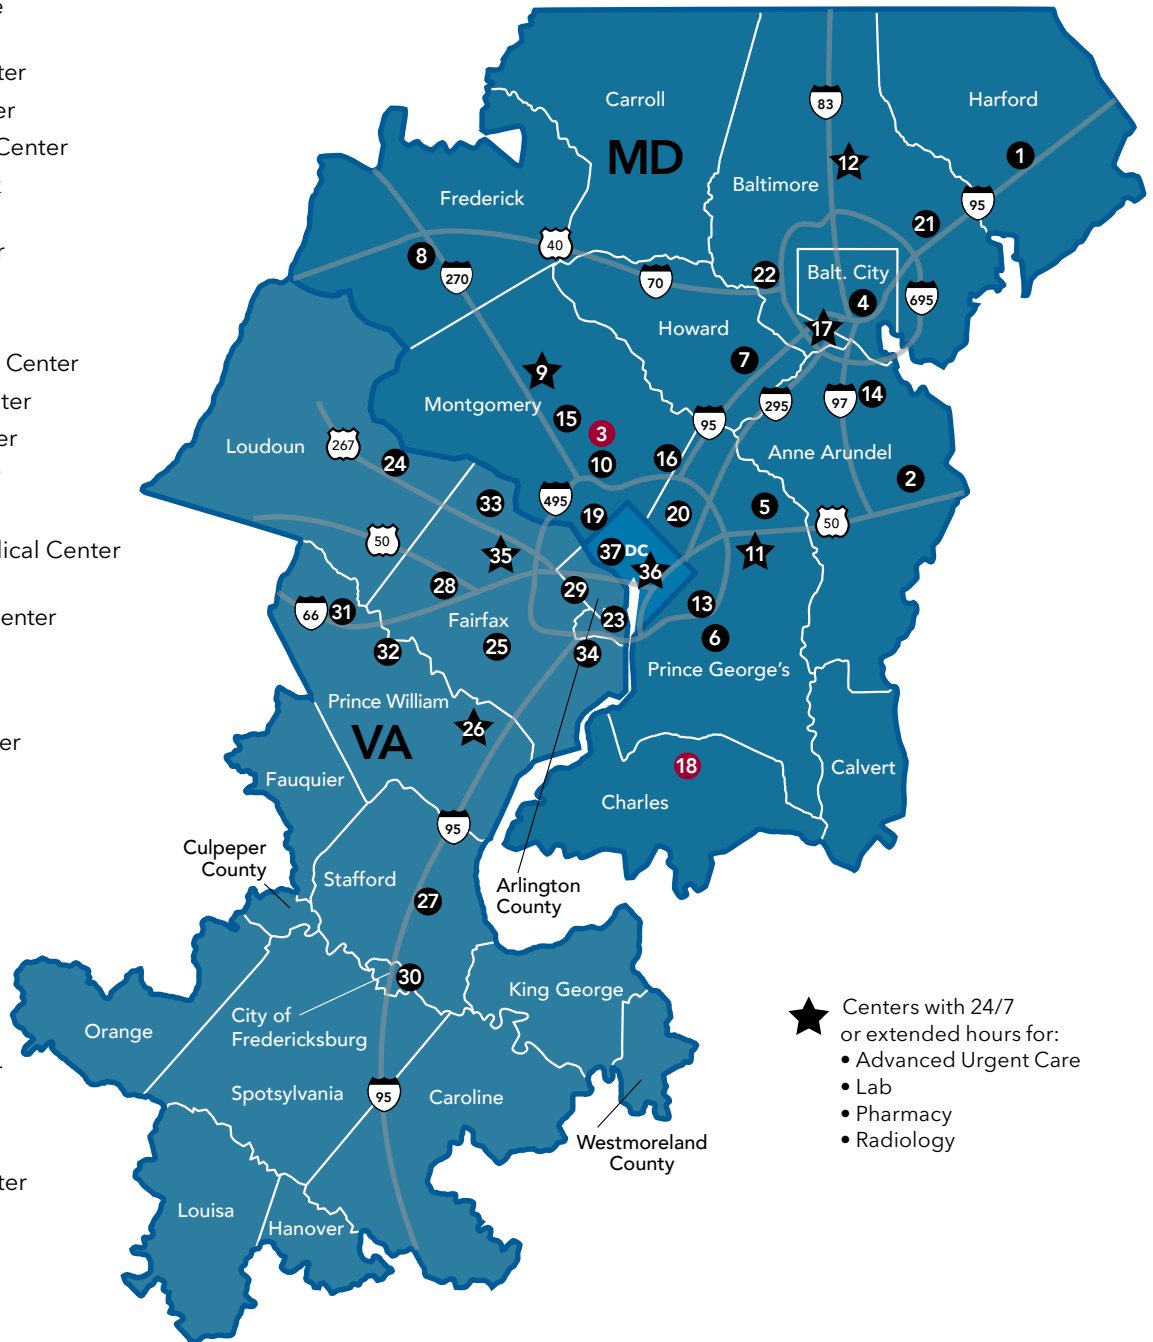 ter
er
Center
r
Center
ter
er
dical Center
enter
er
ter
Carroll
Harford
83
MD
12
1
Baltimore
Frederick
95
21
40
8
270
70
22
Balt. City
4
695
17
Howard
7
9
Montgomery
15
3
295
97
14
95
Loudoun
267
24
10
16
Anne Arundel
2
33
495
19
20
5
50
50
35
37
DC
36
11
28
29
13
66
31
Fairfax
23
25
34
6
32
Prince George's
Prince William
26
VA
18
Calvert
Fauquier
Charles
95
Culpeper
County
Stafford
27
Arlington
County
30
King George
City of
Fredericksburg
Orange
Spotsylvania
95
Caroline
Westmoreland
County
Louisa
Hanover
Centers with 24/7
or extended hours for:
• Advanced Urgent Care
• Lab
• Pharmacy
• Radiology